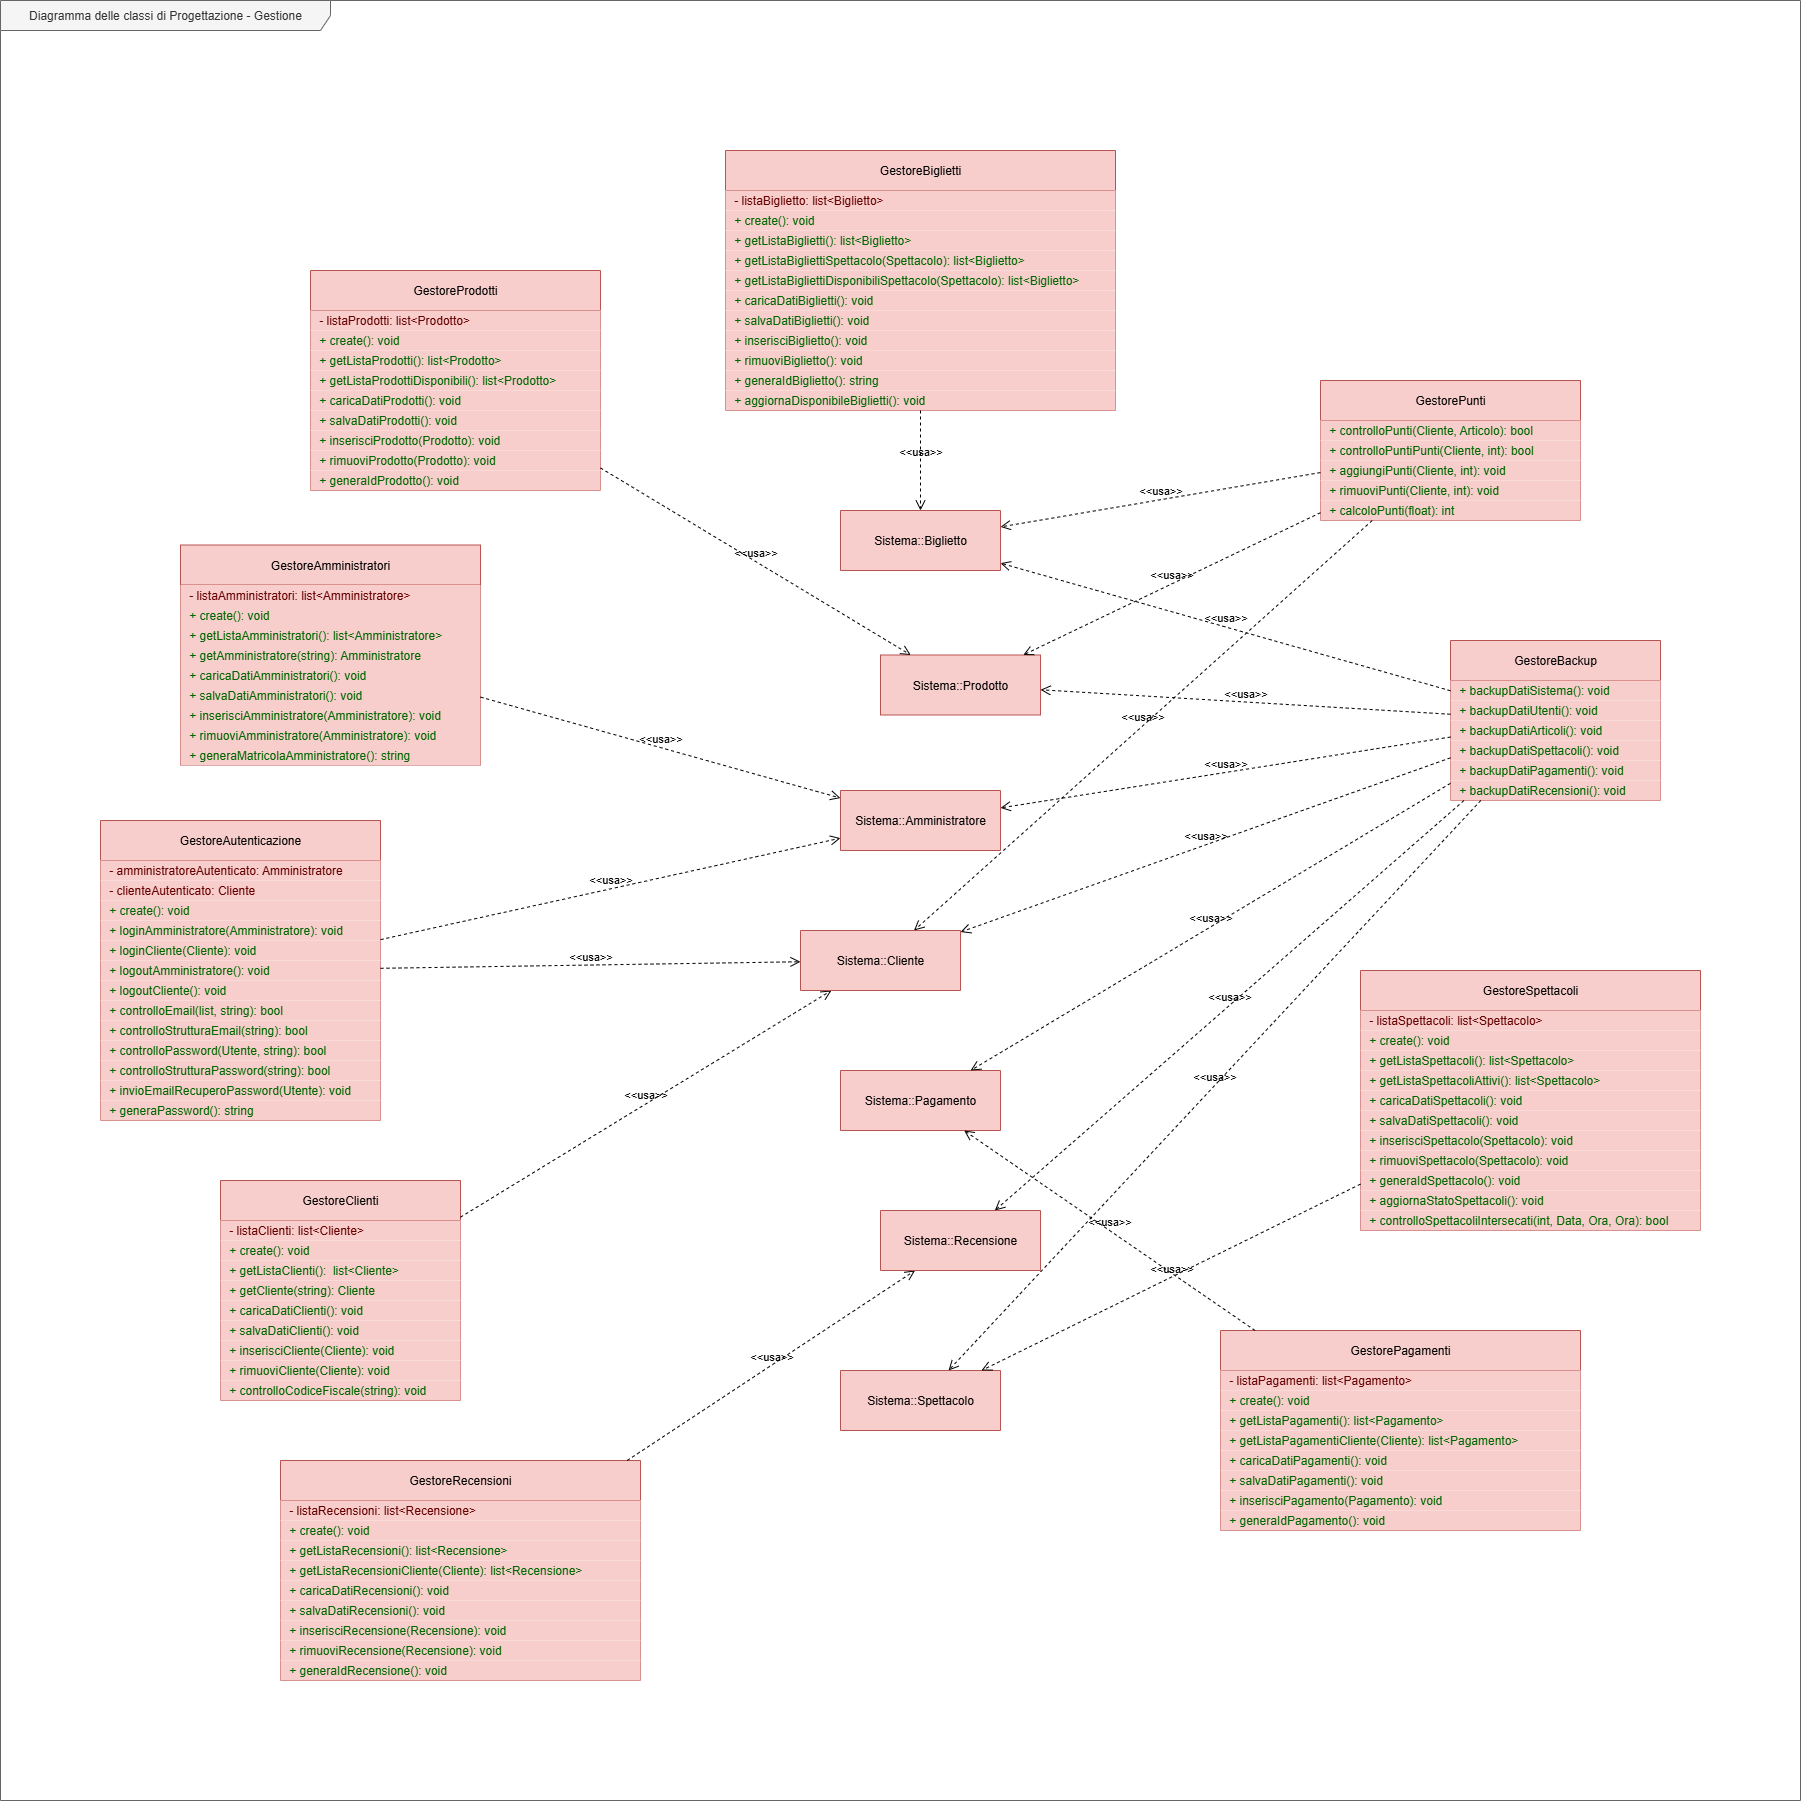 Diagramma delle classi di Progettazione - Gestione
GestoreBiglietti
- listaBiglietto: list<Biglietto>
+ create(): void
+ getListaBiglietti(): list<Biglietto>
+ getListaBigliettiSpettacolo(Spettacolo): list<Biglietto>
+ getListaBigliettiDisponibiliSpettacolo(Spettacolo): list<Biglietto>
+ caricaDatiBiglietti(): void
+ salvaDatiBiglietti(): void
+ inserisciBiglietto(): void
+ rimuoviBiglietto(): void
+ generaIdBiglietto(): string
+ aggiornaDisponibileBiglietti(): void
GestoreProdotti
- listaProdotti: list<Prodotto>
+ create(): void
+ getListaProdotti(): list<Prodotto>
+ getListaProdottiDisponibili(): list<Prodotto>
+ caricaDatiProdotti(): void
+ salvaDatiProdotti(): void
+ inserisciProdotto(Prodotto): void
+ rimuoviProdotto(Prodotto): void
+ generaIdProdotto(): void
GestorePunti
+ controlloPunti(Cliente, Articolo): bool
+ controlloPuntiPunti(Cliente, int): bool
+ aggiungiPunti(Cliente, int): void
+ rimuoviPunti(Cliente, int): void
+ calcoloPunti(float): int
<<usa>>
<<usa>>
Sistema::Biglietto
<<usa>>
<<usa>>
<<usa>>
GestoreAmministratori
- listaAmministratori: list<Amministratore>
+ create(): void
+ getListaAmministratori(): list<Amministratore>
+ getAmministratore(string): Amministratore
+ caricaDatiAmministratori(): void
+ salvaDatiAmministratori(): void
+ inserisciAmministratore(Amministratore): void
+ rimuoviAmministratore(Amministratore): void
+ generaMatricolaAmministratore(): string
Sistema::Prodotto
<<usa>>
<<usa>>
<<usa>>
<<usa>>
GestoreBackup
+ backupDatiSistema(): void
+ backupDatiUtenti(): void
+ backupDatiArticoli(): void
+ backupDatiSpettacoli(): void
+ backupDatiPagamenti(): void
+ backupDatiRecensioni(): void
Sistema::Amministratore
<<usa>>
<<usa>>
<<usa>>
<<usa>>
GestoreAutenticazione
- amministratoreAutenticato: Amministratore
- clienteAutenticato: Cliente
+ create(): void
+ loginAmministratore(Amministratore): void
+ loginCliente(Cliente): void
+ logoutAmministratore(): void
+ logoutCliente(): void
+ controlloEmail(list, string): bool
+ controlloStrutturaEmail(string): bool
+ controlloPassword(Utente, string): bool
+ controlloStrutturaPassword(string): bool
+ invioEmailRecuperoPassword(Utente): void
+ generaPassword(): string
Sistema::Cliente
<<usa>>
<<usa>>
<<usa>>
Sistema::Pagamento
GestoreSpettacoli
- listaSpettacoli: list<Spettacolo>
+ create(): void
+ getListaSpettacoli(): list<Spettacolo>
+ getListaSpettacoliAttivi(): list<Spettacolo>
+ caricaDatiSpettacoli(): void
+ salvaDatiSpettacoli(): void
+ inserisciSpettacolo(Spettacolo): void
+ rimuoviSpettacolo(Spettacolo): void
+ generaIdSpettacolo(): void
+ aggiornaStatoSpettacoli(): void
+ controlloSpettacoliIntersecati(int, Data, Ora, Ora): bool
GestoreClienti
- listaClienti: list<Cliente>
+ create(): void
+ getListaClienti():  list<Cliente>
+ getCliente(string): Cliente
+ caricaDatiClienti(): void
+ salvaDatiClienti(): void
+ inserisciCliente(Cliente): void
+ rimuoviCliente(Cliente): void
+ controlloCodiceFiscale(string): void
Sistema::Recensione
<<usa>>
<<usa>>
<<usa>>
Sistema::Spettacolo
GestorePagamenti
- listaPagamenti: list<Pagamento>
+ create(): void
+ getListaPagamenti(): list<Pagamento>
+ getListaPagamentiCliente(Cliente): list<Pagamento>
+ caricaDatiPagamenti(): void
+ salvaDatiPagamenti(): void
+ inserisciPagamento(Pagamento): void
+ generaIdPagamento(): void
GestoreRecensioni
- listaRecensioni: list<Recensione>
+ create(): void
+ getListaRecensioni(): list<Recensione>
+ getListaRecensioniCliente(Cliente): list<Recensione>
+ caricaDatiRecensioni(): void
+ salvaDatiRecensioni(): void
+ inserisciRecensione(Recensione): void
+ rimuoviRecensione(Recensione): void
+ generaIdRecensione(): void